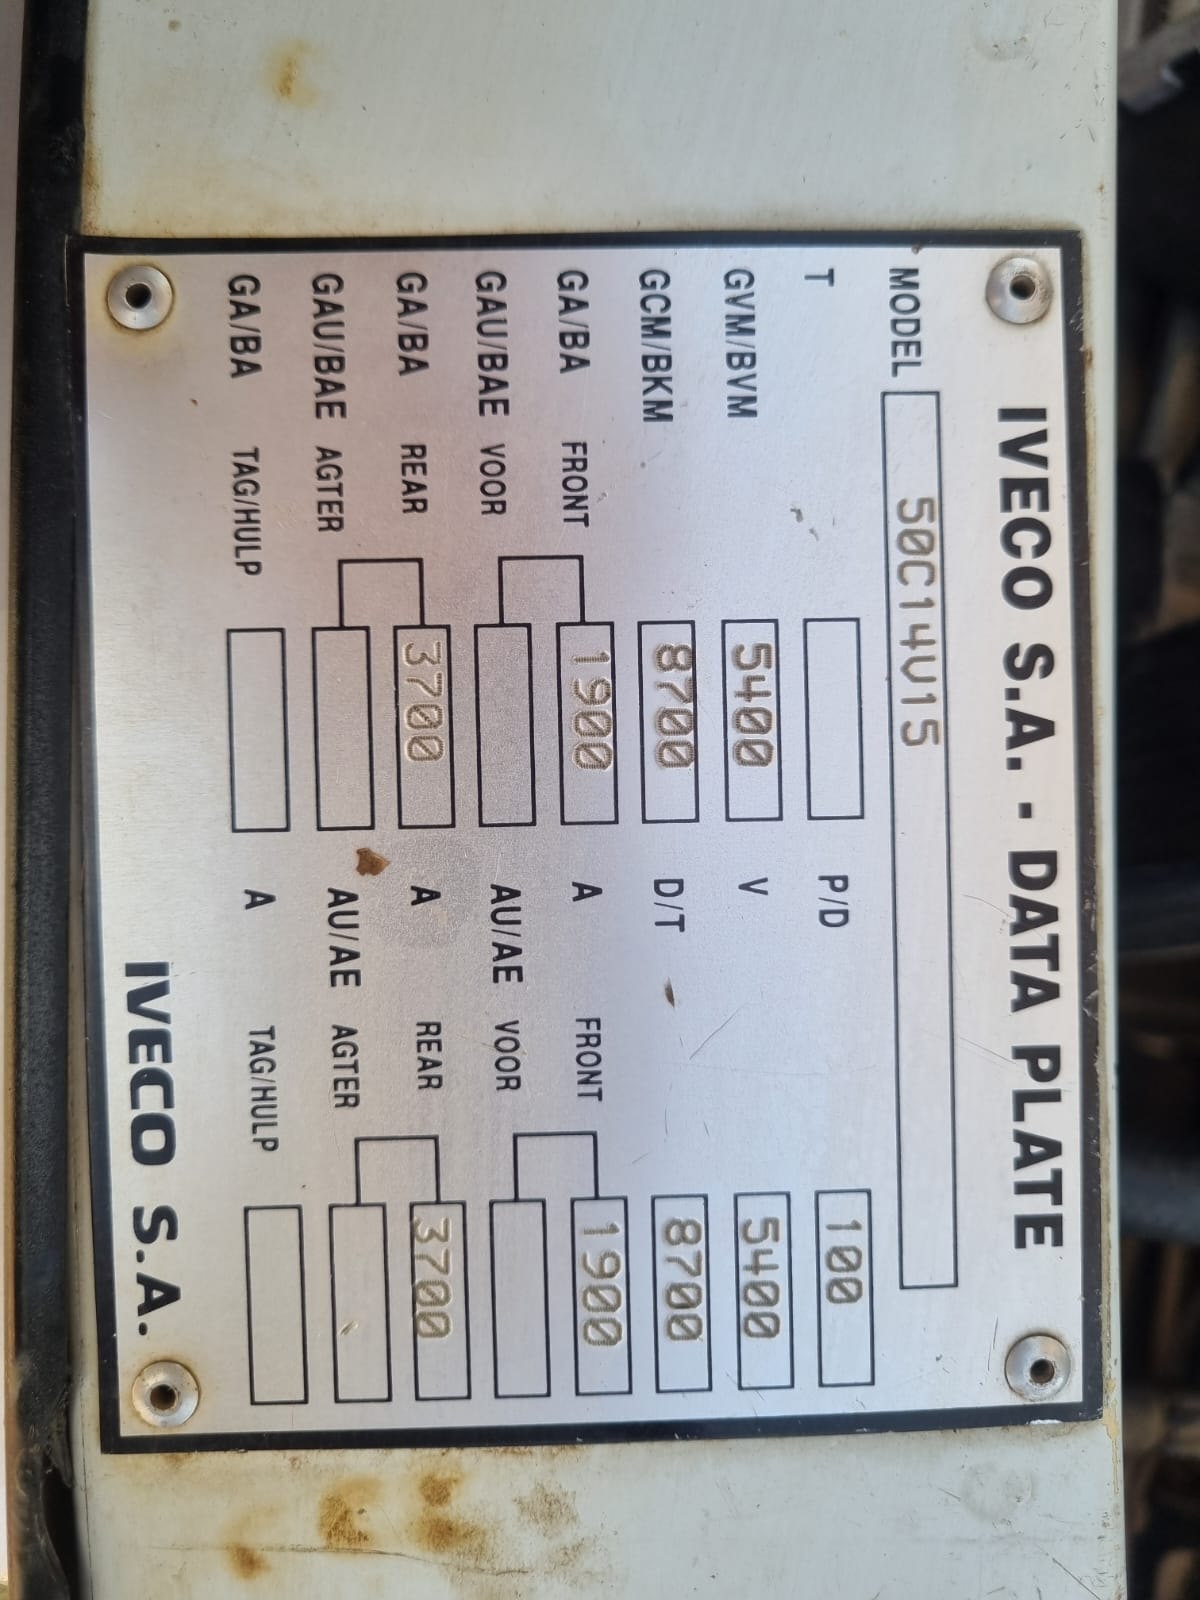 IVECO S.A. - DATA PLATE
MODEL 50C14V15
T P/D 100
GVM/BVM 5400 V 5400
GCM/BKM 8700 D/T 8700
GA/BA FRONT 1900 A FRONT 1900
GAU/BAE VOOR AU/AE VOOR
GA/BA REAR 3700 A REAR 3700
GAU/BAE AGTER AU/AE AGTER
GA/BA TAG/HULP A TAG/HULP
IVECO S.A.